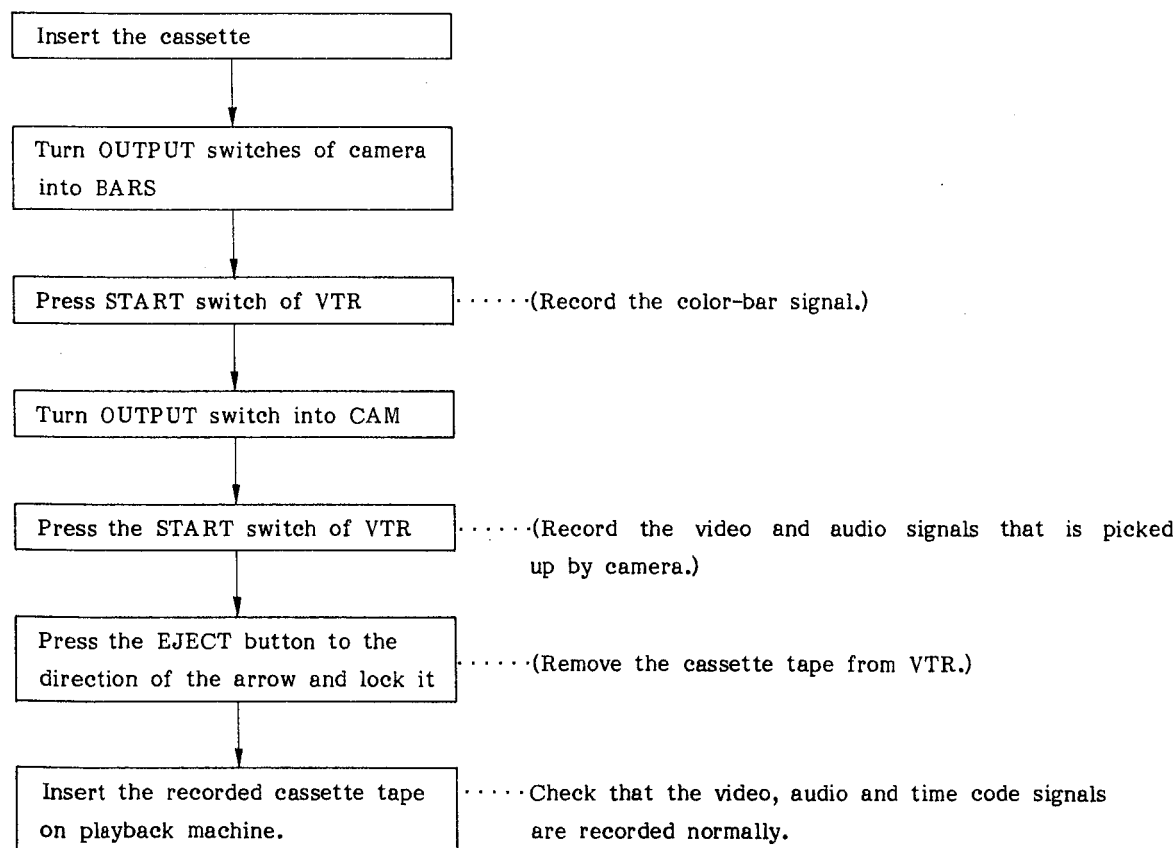 Insert the cassette
Turn OUTPUT switches of camera
into BARS
Press START switch of VTR ······(Record the color-bar signal.)
Turn OUTPUT switch into CAM
Press the START switch of VTR ······(Record the video and audio signals that is picked
up by camera.)
Press the EJECT button to the
direction of the arrow and lock it ······(Remove the cassette tape from VTR.)
Insert the recorded cassette tape ·····Check that the video, audio and time code signals
on playback machine. are recorded normally.